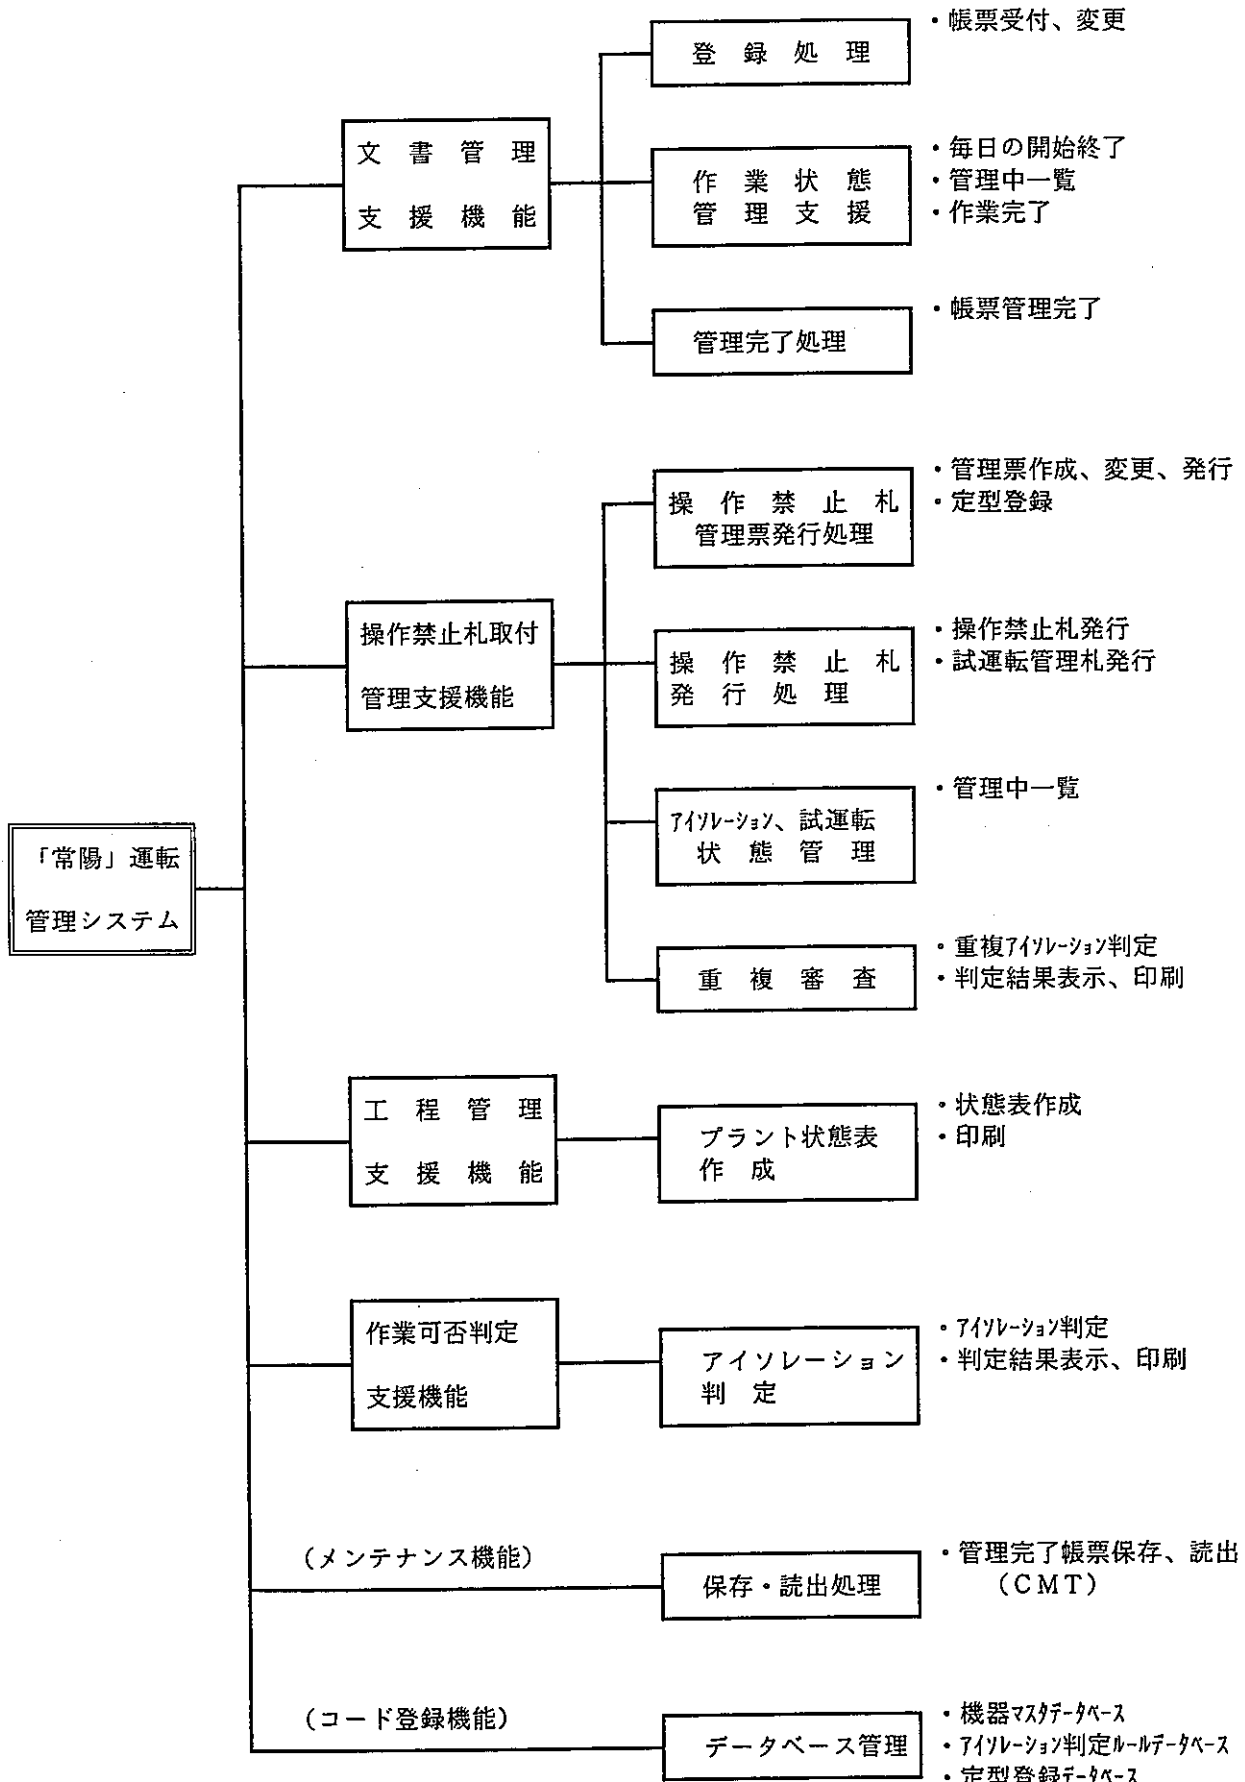 登録処理
・帳票受付、変更
文書管理
支援機能
作業状態
管理支援
・毎日の開始終了
・管理中一覧
・作業完了
管理完了処理
・帳票管理完了
操作禁止札
管理票発行処理
・管理票作成、変更、発行
・定型登録
操作禁止札取付
管理支援機能
操作禁止札
発行処理
・操作禁止札発行
・試運転管理札発行
ｱｲｿﾚｰｼｮﾝ、試運転
状態管理
・管理中一覧
「常陽」運転
管理システム
重複審査
・重複ｱｲｿﾚｰｼｮﾝ判定
・判定結果表示、印刷
工程管理
支援機能
プラント状態表
作成
・状態表作成
・印刷
作業可否判定
支援機能
アイソレーション
判定
・ｱｲｿﾚｰｼｮﾝ判定
・判定結果表示、印刷
（メンテナンス機能）
保存・読出処理
・管理完了帳票保存、読出
（ＣＭＴ）
（コード登録機能）
データベース管理
・機器ﾏｽﾀﾃﾞｰﾀﾍﾞｰｽ
・ｱｲｿﾚｰｼｮﾝ判定ﾙｰﾙﾃﾞｰﾀﾍﾞｰｽ
・定型登録ﾃﾞｰﾀﾍﾞｰｽ